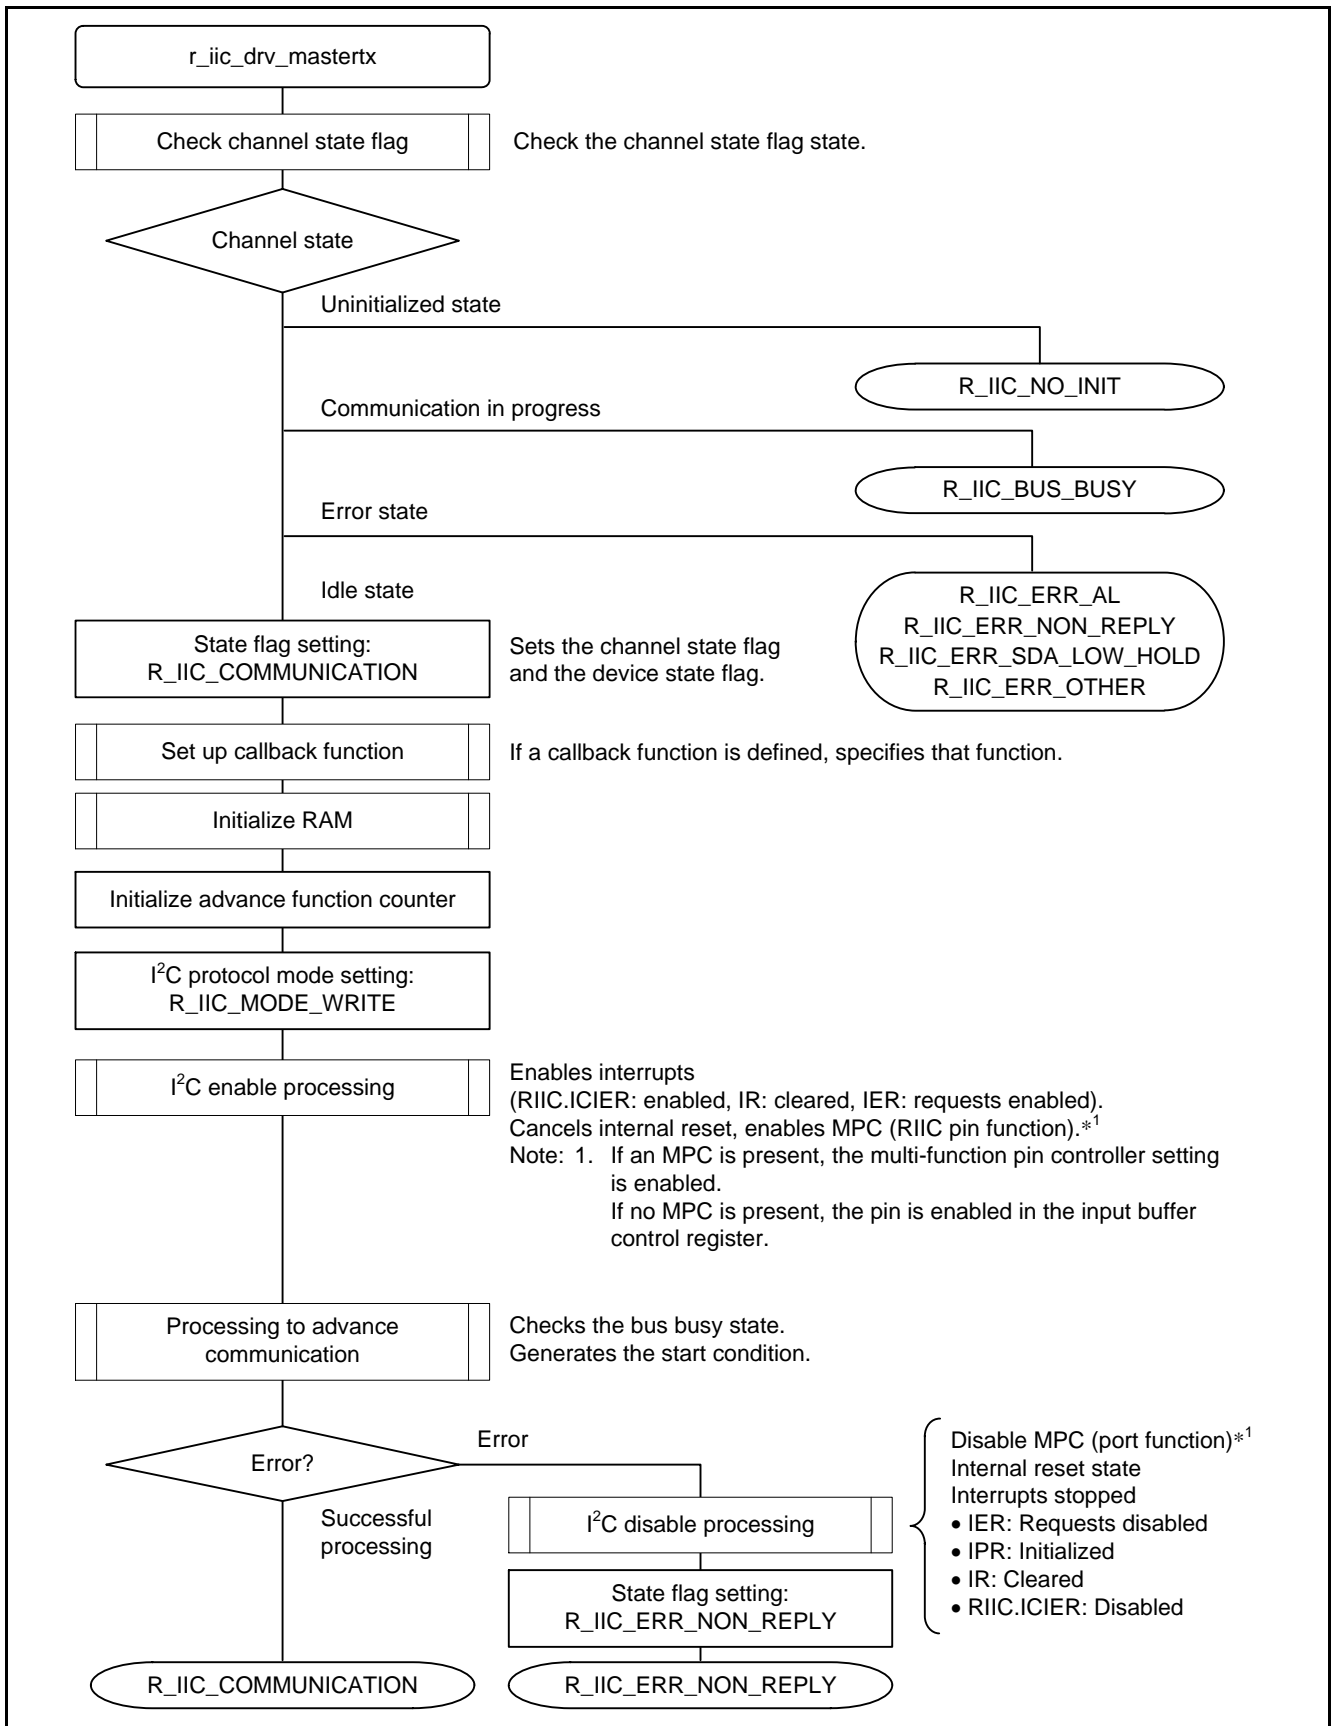 r_iic_drv_mastertx
Check channel state flag
Check the channel state flag state.
Channel state
Uninitialized state
R_IIC_NO_INIT
Communication in progress
R_IIC_BUS_BUSY
Error state
R_IIC_ERR_AL
R_IIC_ERR_NON_REPLY
R_IIC_ERR_SDA_LOW_HOLD
R_IIC_ERR_OTHER
Idle state
State flag setting:
R_IIC_COMMUNICATION
Sets the channel state flag
and the device state flag.
Set up callback function
If a callback function is defined, specifies that function.
Initialize RAM
Initialize advance function counter
I²C protocol mode setting:
R_IIC_MODE_WRITE
I²C enable processing
Enables interrupts
(RIIC.ICIER: enabled, IR: cleared, IER: requests enabled).
Cancels internal reset, enables MPC (RIIC pin function).*¹
Note: 1. If an MPC is present, the multi-function pin controller setting
is enabled.
If no MPC is present, the pin is enabled in the input buffer
control register.
Processing to advance
communication
Checks the bus busy state.
Generates the start condition.
Error?
Error
Successful
processing
I²C disable processing
Disable MPC (port function)*¹
Internal reset state
Interrupts stopped
• IER: Requests disabled
• IPR: Initialized
• IR: Cleared
• RIIC.ICIER: Disabled
State flag setting:
R_IIC_ERR_NON_REPLY
R_IIC_COMMUNICATION
R_IIC_ERR_NON_REPLY